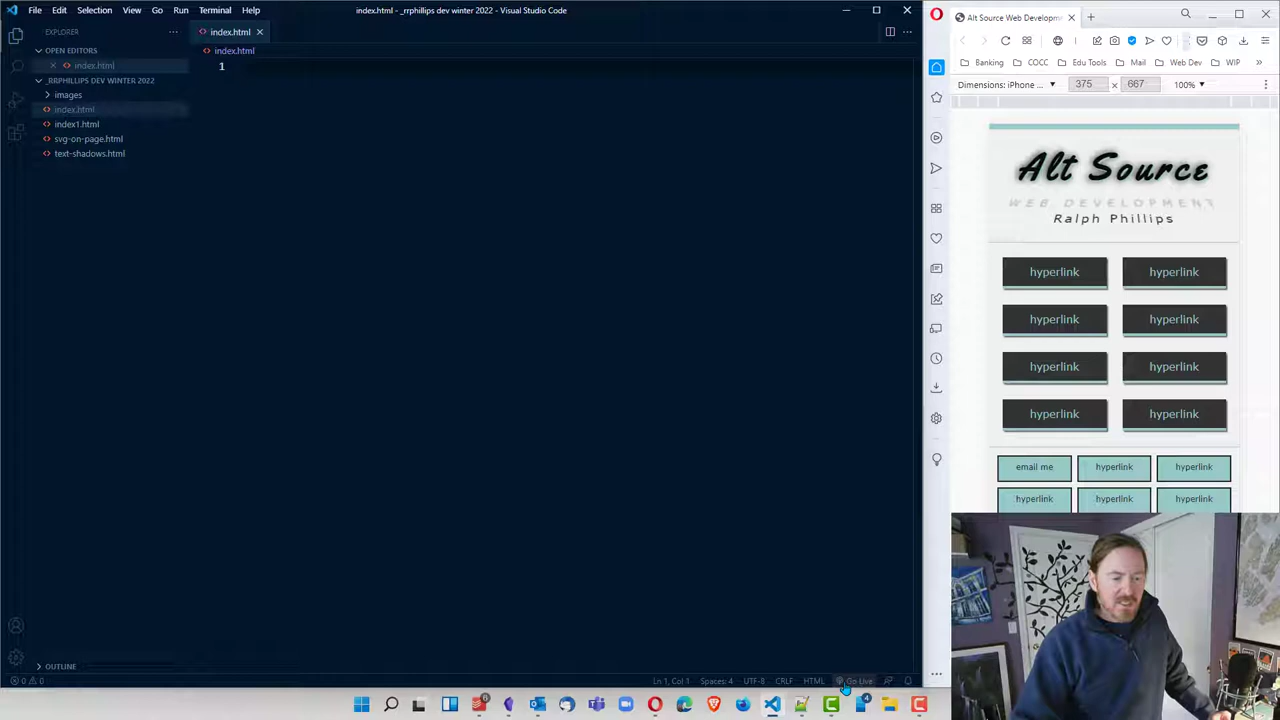 File Edit Selection View Go Run Terminal Help
index.html - _rrphillips dev winter 2022 - Visual Studio Code
EXPLORER
OPEN EDITORS
index.html
_RRPHILLIPS DEV WINTER 2022
images
index.html
index1.html
svg-on-page.html
text-shadows.html
OUTLINE
index.html
index.html
1
0 0
Ln 1, Col 1 Spaces: 4 UTF-8 CRLF HTML Go Live
Alt Source Web Developm
Banking COCC Edu Tools Mail Web Dev WIP »
Dimensions: iPhone ... 375 × 667 100%
Alt Source
WEB DEVELOPMENT
Ralph Phillips
hyperlink hyperlink
hyperlink hyperlink
hyperlink hyperlink
hyperlink hyperlink
email me hyperlink hyperlink
hyperlink hyperlink hyperlink